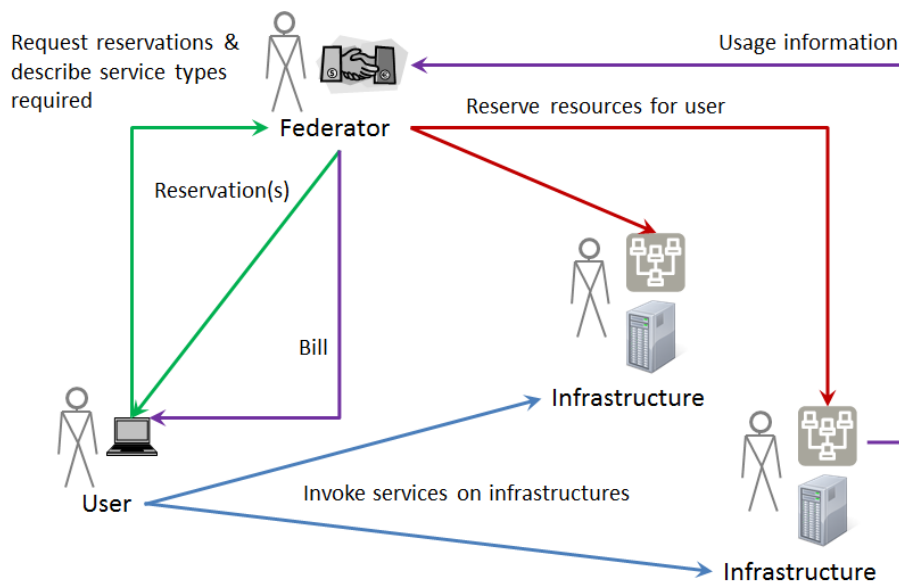 Request reservations &
describe service types
required
Usage information
Federator
Reserve resources for user
Reservation(s)
Bill
Infrastructure
User
Invoke services on infrastructures
Infrastructure